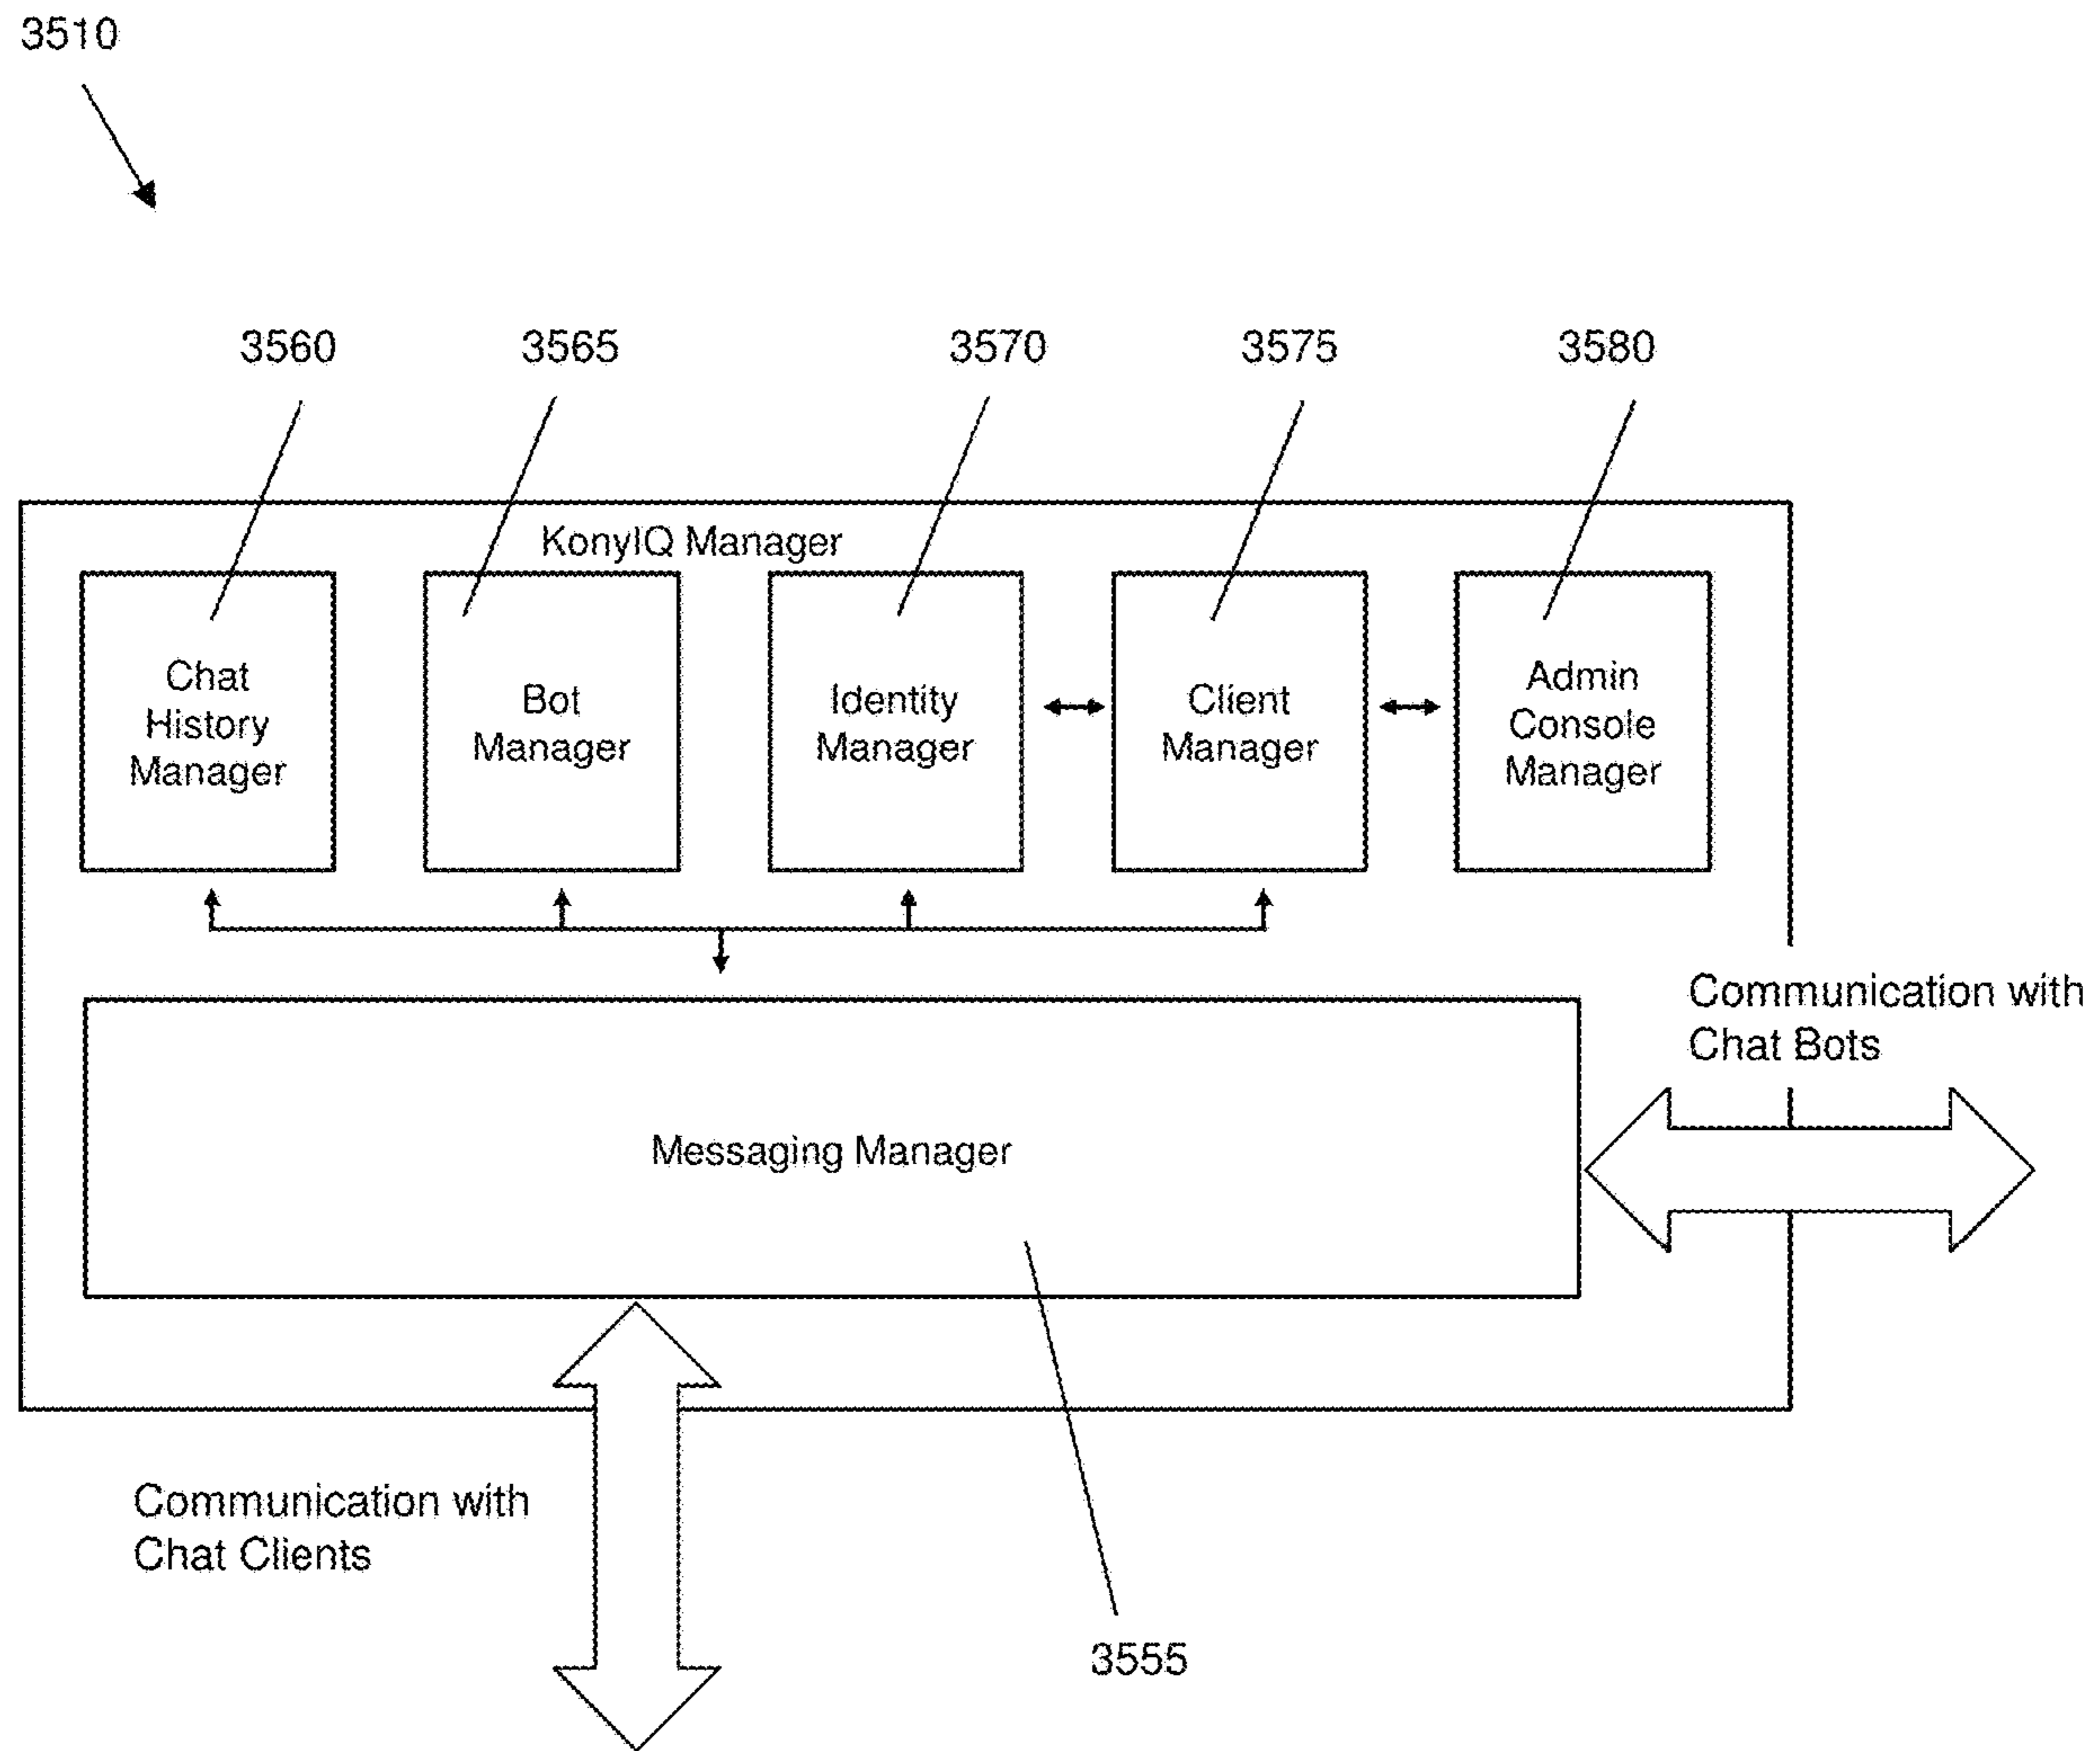 3510
3560
3565
3570
3575
3580
KonyIQ Manager
Chat
History
Manager
Bot
Manager
Identity
Manager
Client
Manager
Admin
Console
Manager
Communication with
Chat Bots
Messaging Manager
Communication with
Chat Clients
3555